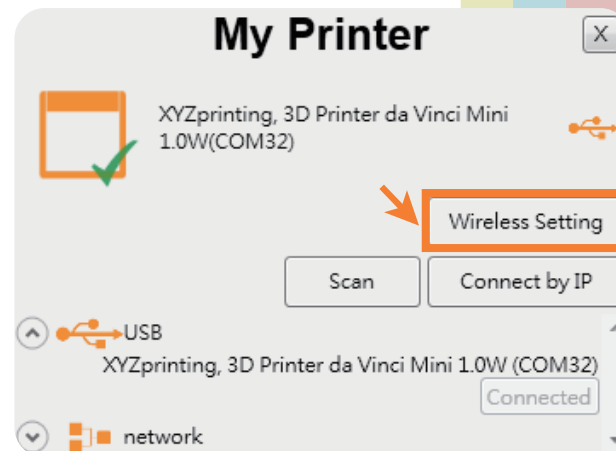 My Printer
X
XYZprinting, 3D Printer da Vinci Mini
1.0W(COM32)
Wireless Setting
Scan
Connect by IP
USB
XYZprinting, 3D Printer da Vinci Mini 1.0W (COM32)
Connected
network